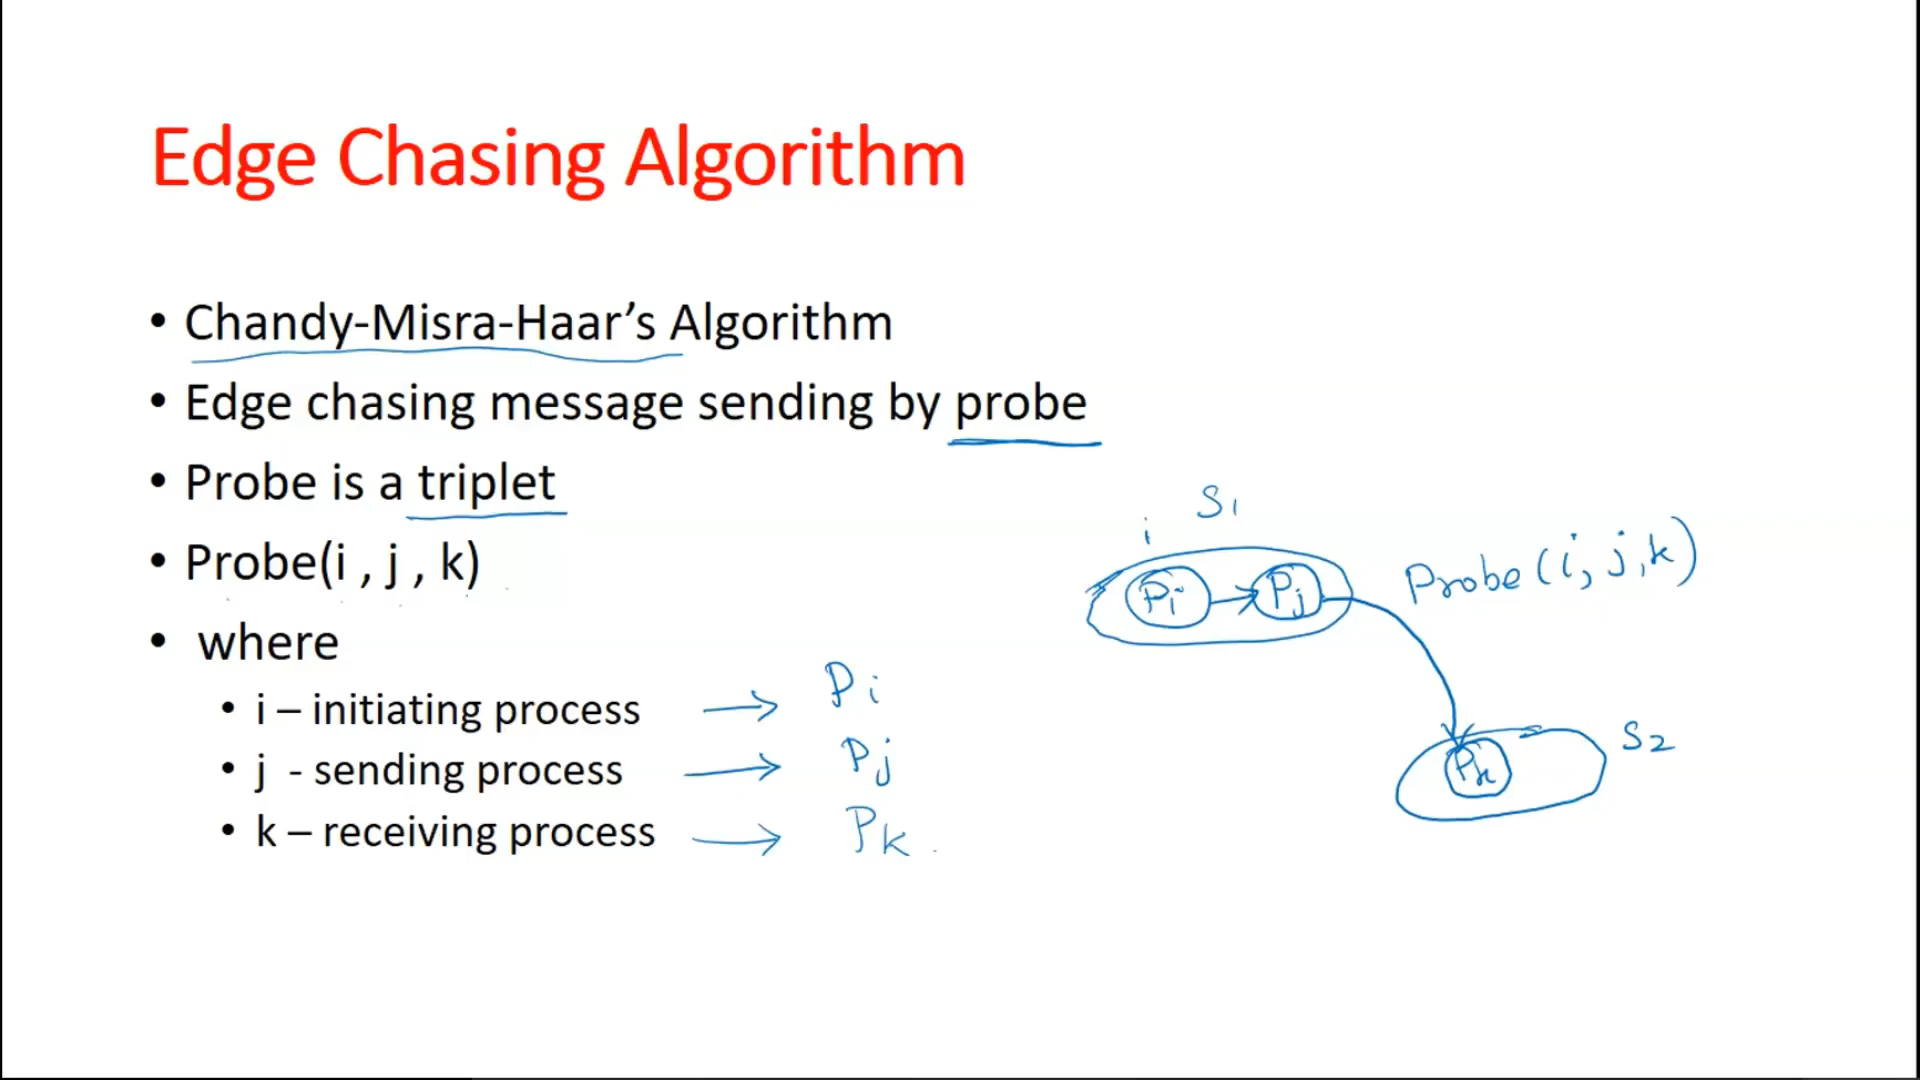 Edge Chasing Algorithm
• Chandy-Misra-Haar’s Algorithm
• Edge chasing message sending by probe
• Probe is a triplet
• Probe(i , j , k)
• where
• i – initiating process → Pi
• j - sending process → Pj
• k – receiving process → Pk
S1
i
Pi → Pj
Probe(i, j, k)
S2
Pk